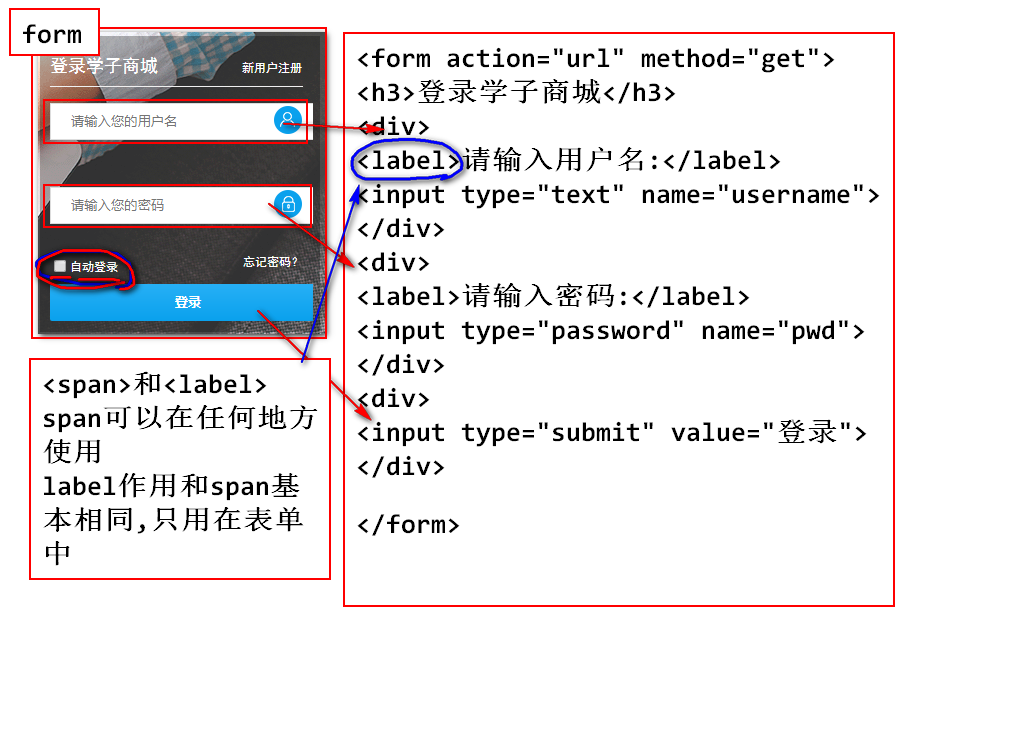 form
登录学子商城
新用户注册
请输入您的用户名
请输入您的密码
自动登录
忘记密码?
登录
<span>和<label>
span可以在任何地方
使用
label作用和span基
本相同,只用在表单
中
<form action="url" method="get">
<h3>登录学子商城</h3>
<div>
<label>请输入用户名:</label>
<input type="text" name="username">
</div>
<div>
<label>请输入密码:</label>
<input type="password" name="pwd">
</div>
<div>
<input type="submit" value="登录">
</div>
</form>